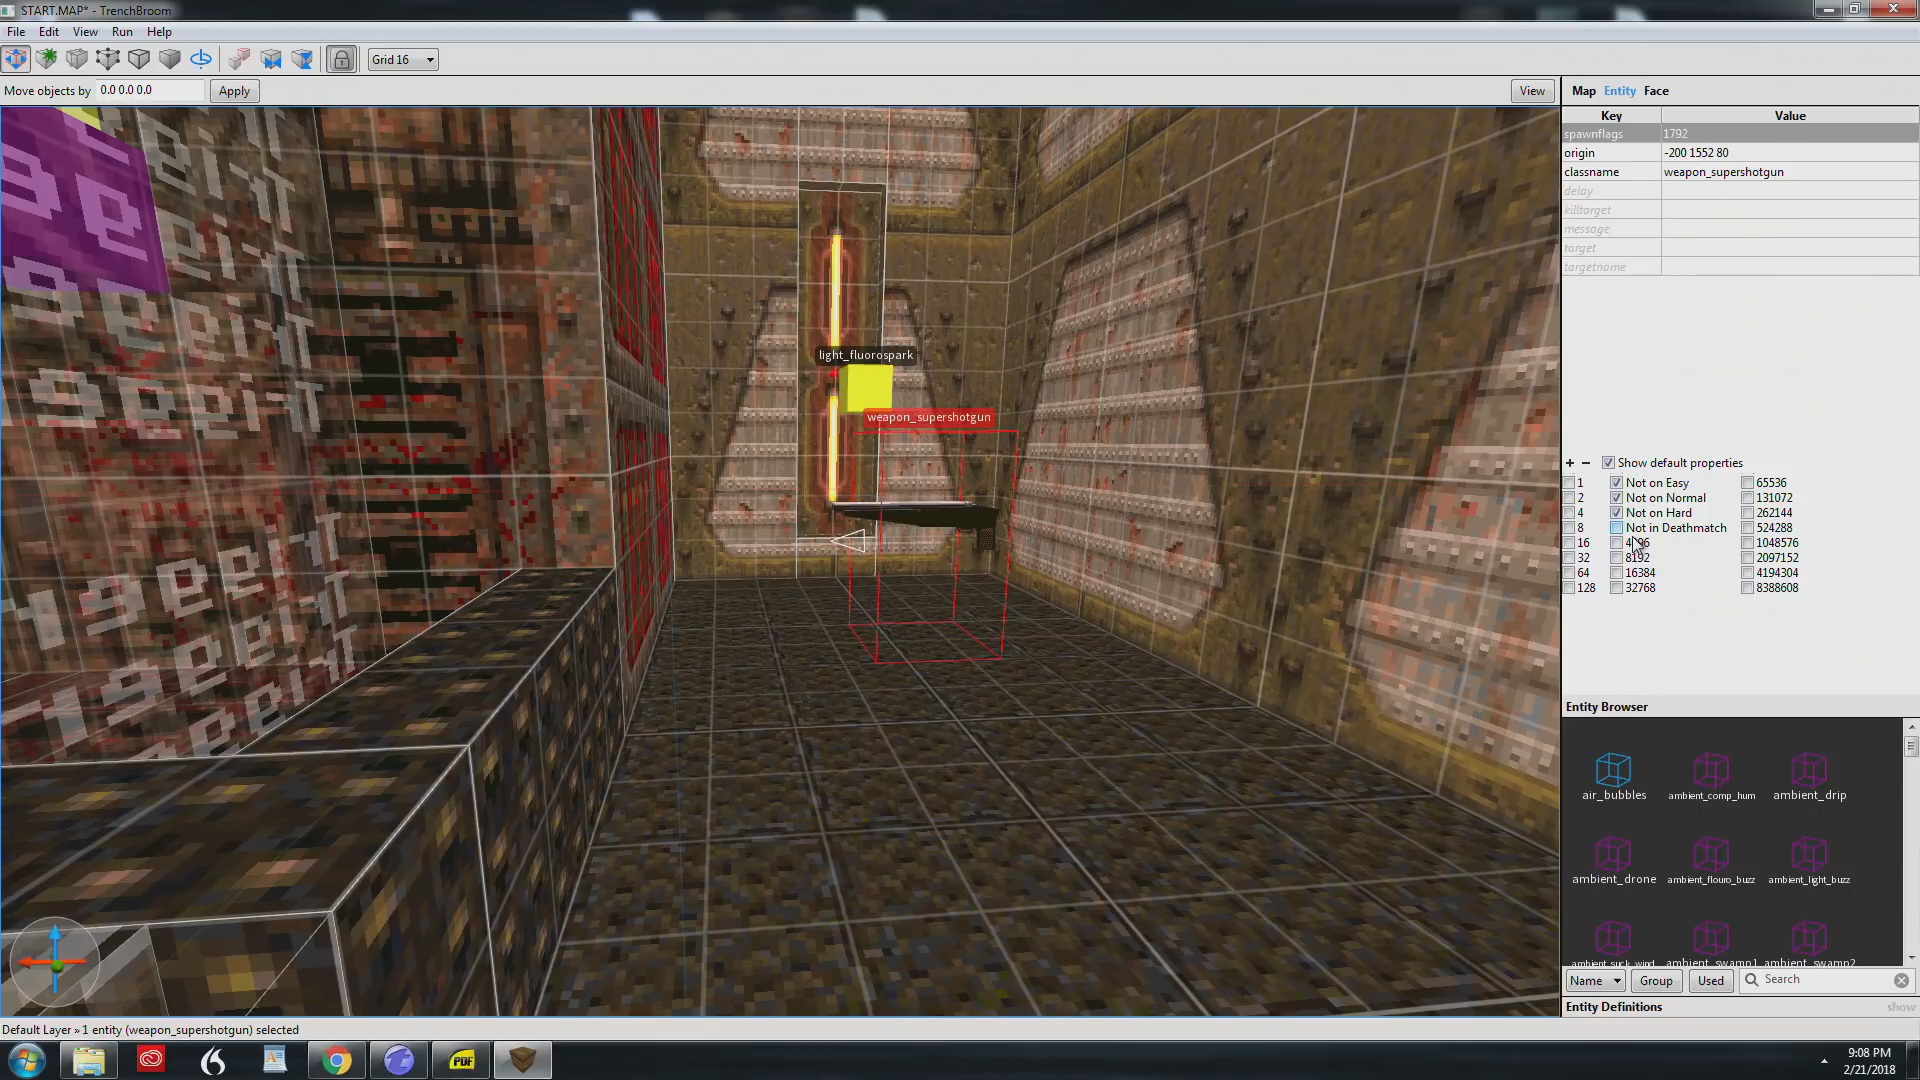 START.MAP* - TrenchBroom
File Edit View Run Help
Grid 16
Move objects by 0.0 0.0 0.0 Apply View
Map Entity Face
Key Value
spawnflags 1792
origin -200 1552 80
classname weapon_supershotgun
delay
killtarget
message
target
targetname
light_fluorospark
weapon_supershotgun
+ - Show default properties
1 Not on Easy 65536
2 Not on Normal 131072
4 Not on Hard 262144
8 Not in Deathmatch 524288
16 1048576
32 8192 2097152
64 16384 4194304
128 32768 8388608
Entity Browser
air_bubbles ambient_comp_hum ambient_drip
ambient_drone ambient_flouro_buzz ambient_light_buzz
ambient_suck_wind ambient_swamp1 ambient_swamp2
Name Group Used Search
Entity Definitions show
Default Layer » 1 entity (weapon_supershotgun) selected
PDF
9:08 PM
2/21/2018